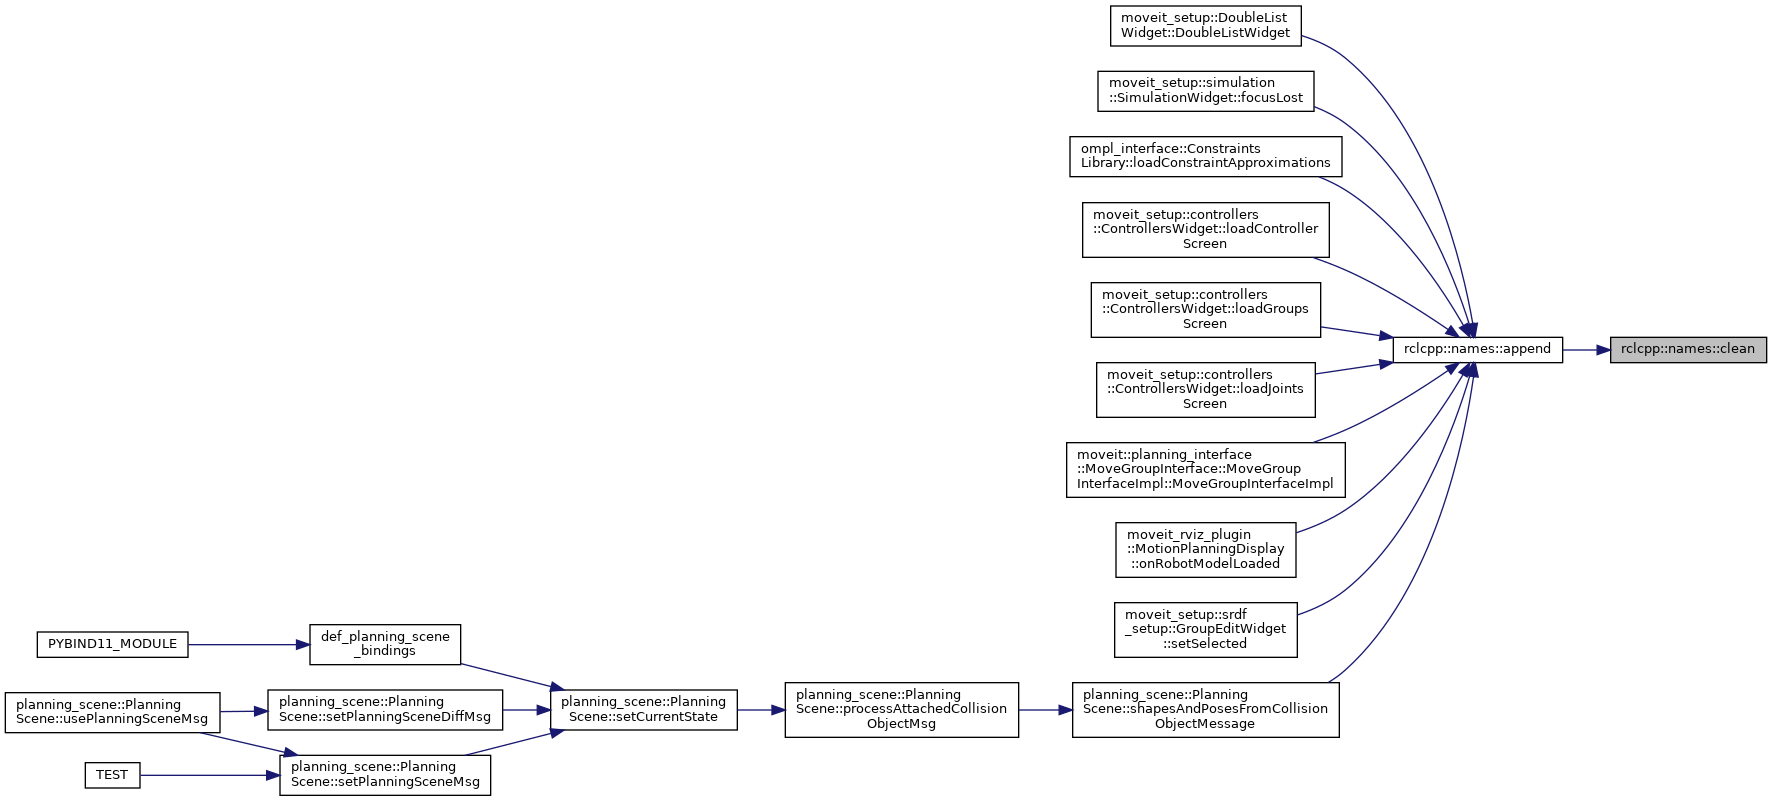 moveit_setup::DoubleList
Widget::DoubleListWidget
moveit_setup::simulation
::SimulationWidget::focusLost
ompl_interface::Constraints
Library::loadConstraintApproximations
moveit_setup::controllers
::ControllersWidget::loadController
Screen
moveit_setup::controllers
::ControllersWidget::loadGroups
Screen
rclcpp::names::append
rclcpp::names::clean
moveit_setup::controllers
::ControllersWidget::loadJoints
Screen
moveit::planning_interface
::MoveGroupInterface::MoveGroup
InterfaceImpl::MoveGroupInterfaceImpl
moveit_rviz_plugin
::MotionPlanningDisplay
::onRobotModelLoaded
moveit_setup::srdf
_setup::GroupEditWidget
::setSelected
PYBIND11_MODULE
def_planning_scene
_bindings
planning_scene::Planning
Scene::usePlanningSceneMsg
planning_scene::Planning
Scene::setPlanningSceneDiffMsg
planning_scene::Planning
Scene::setCurrentState
planning_scene::Planning
Scene::processAttachedCollision
ObjectMsg
planning_scene::Planning
Scene::shapesAndPosesFromCollision
ObjectMessage
TEST
planning_scene::Planning
Scene::setPlanningSceneMsg